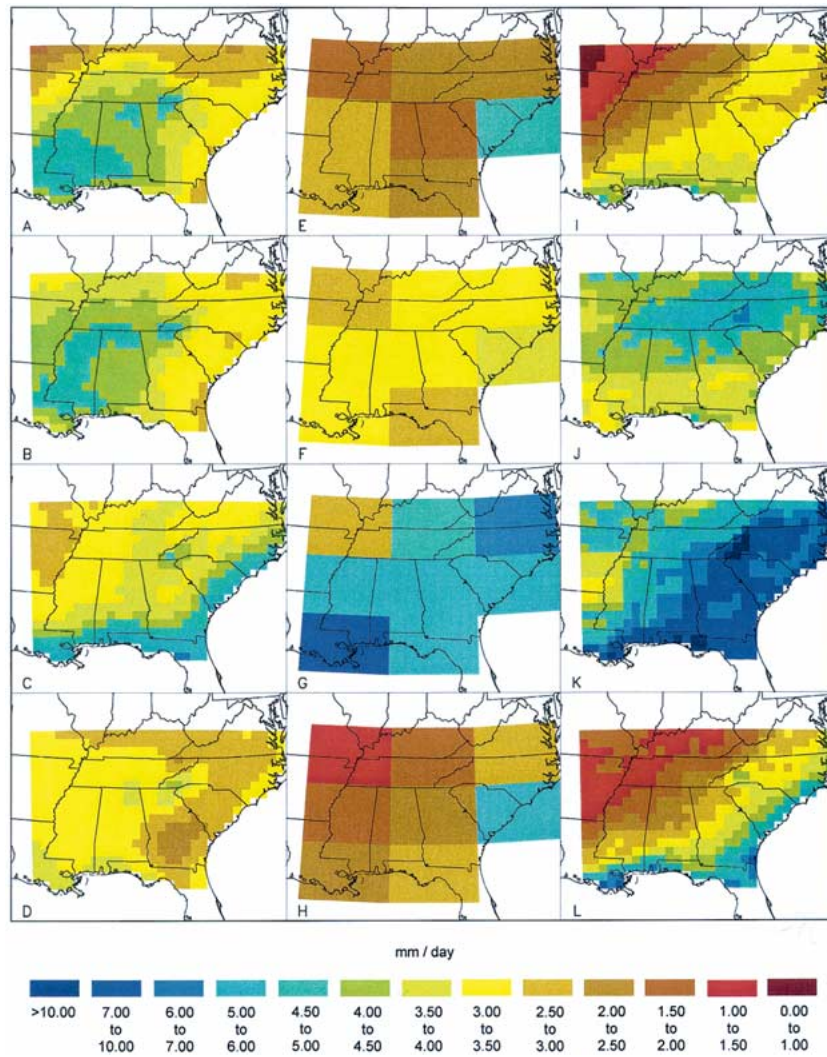 A
E
I
B
F
J
C
G
K
D
H
L
mm / day
>10.00 7.00 6.00 5.00 4.50 4.00 3.50 3.00 2.50 2.00 1.50 1.00 0.00
to to to to to to to to to to to to
10.00 7.00 6.00 5.00 4.50 4.00 3.50 3.00 2.50 2.00 1.50 1.00